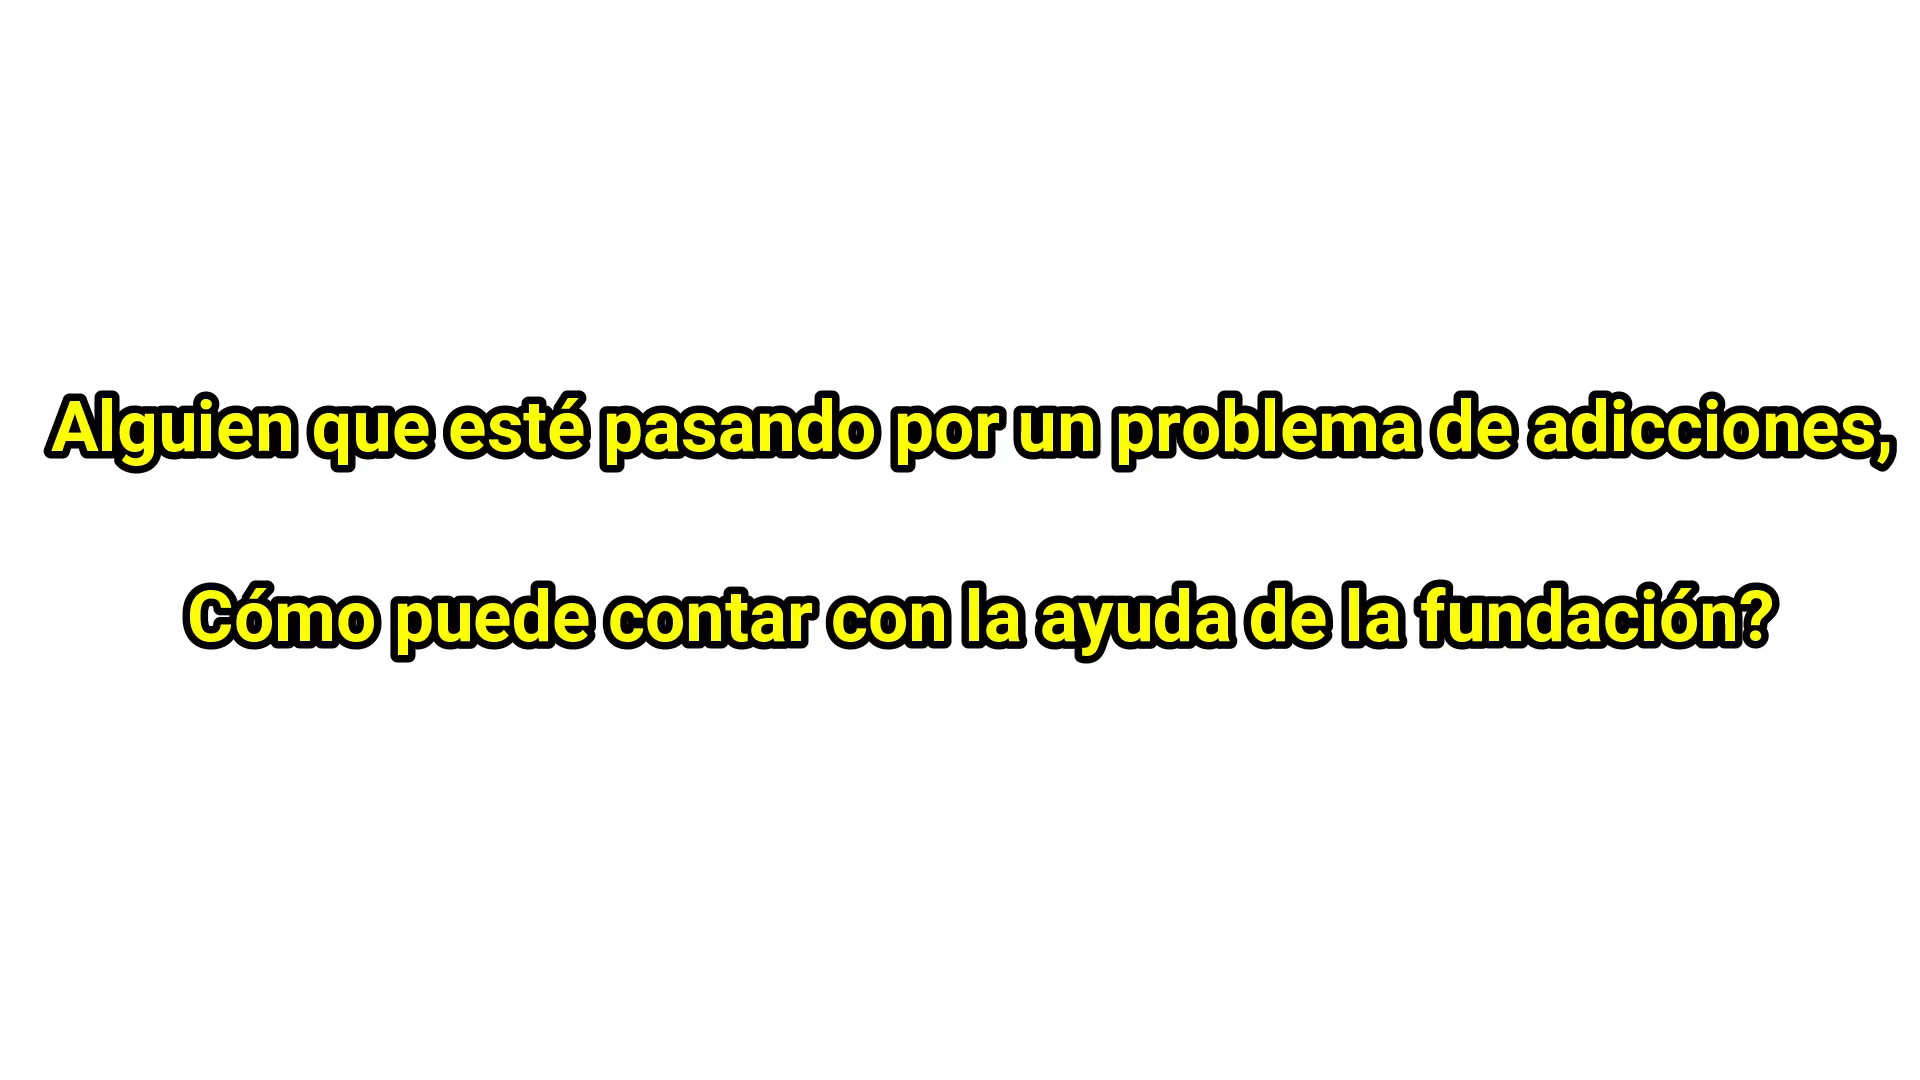 Alguien que esté pasando por un problema de adicciones,
Cómo puede contar con la ayuda de la fundación?